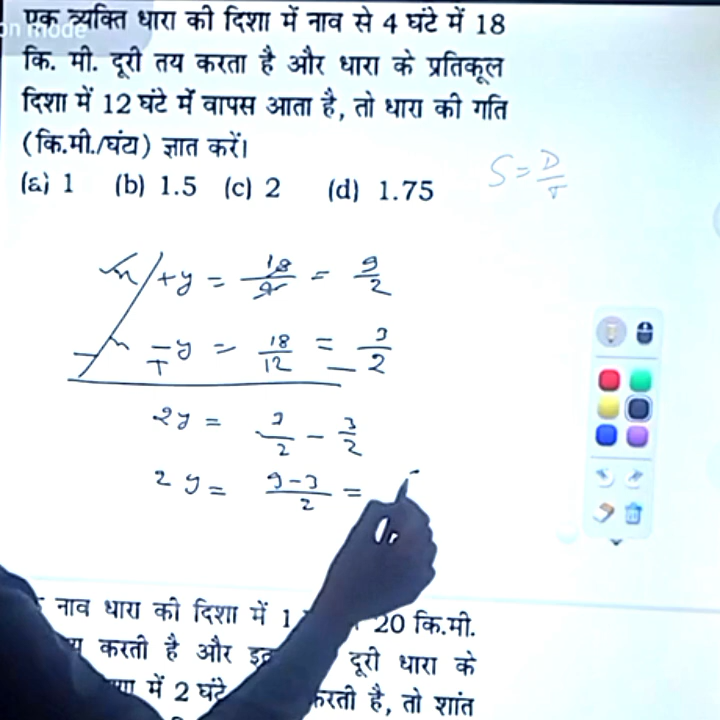 on mode
एक व्यक्ति धारा की दिशा में नाव से 4 घंटे में 18
कि. मी. दूरी तय करता है और धारा के प्रतिकूल
दिशा में 12 घंटे में वापस आता है, तो धारा की गति
(कि.मी./घंटा) ज्ञात करें।
(a) 1 (b) 1.5 (c) 2 (d) 1.75
S = D/T
x + y = 18/4 = 9/2
x - y = 18/12 = 3/2
2y = 9/2 - 3/2
2y = 9-3/2 =
नाव धारा की दिशा में 1 20 कि.मी.
करती है और दूरी धारा के
में 2 घंटे करती है, तो शांत